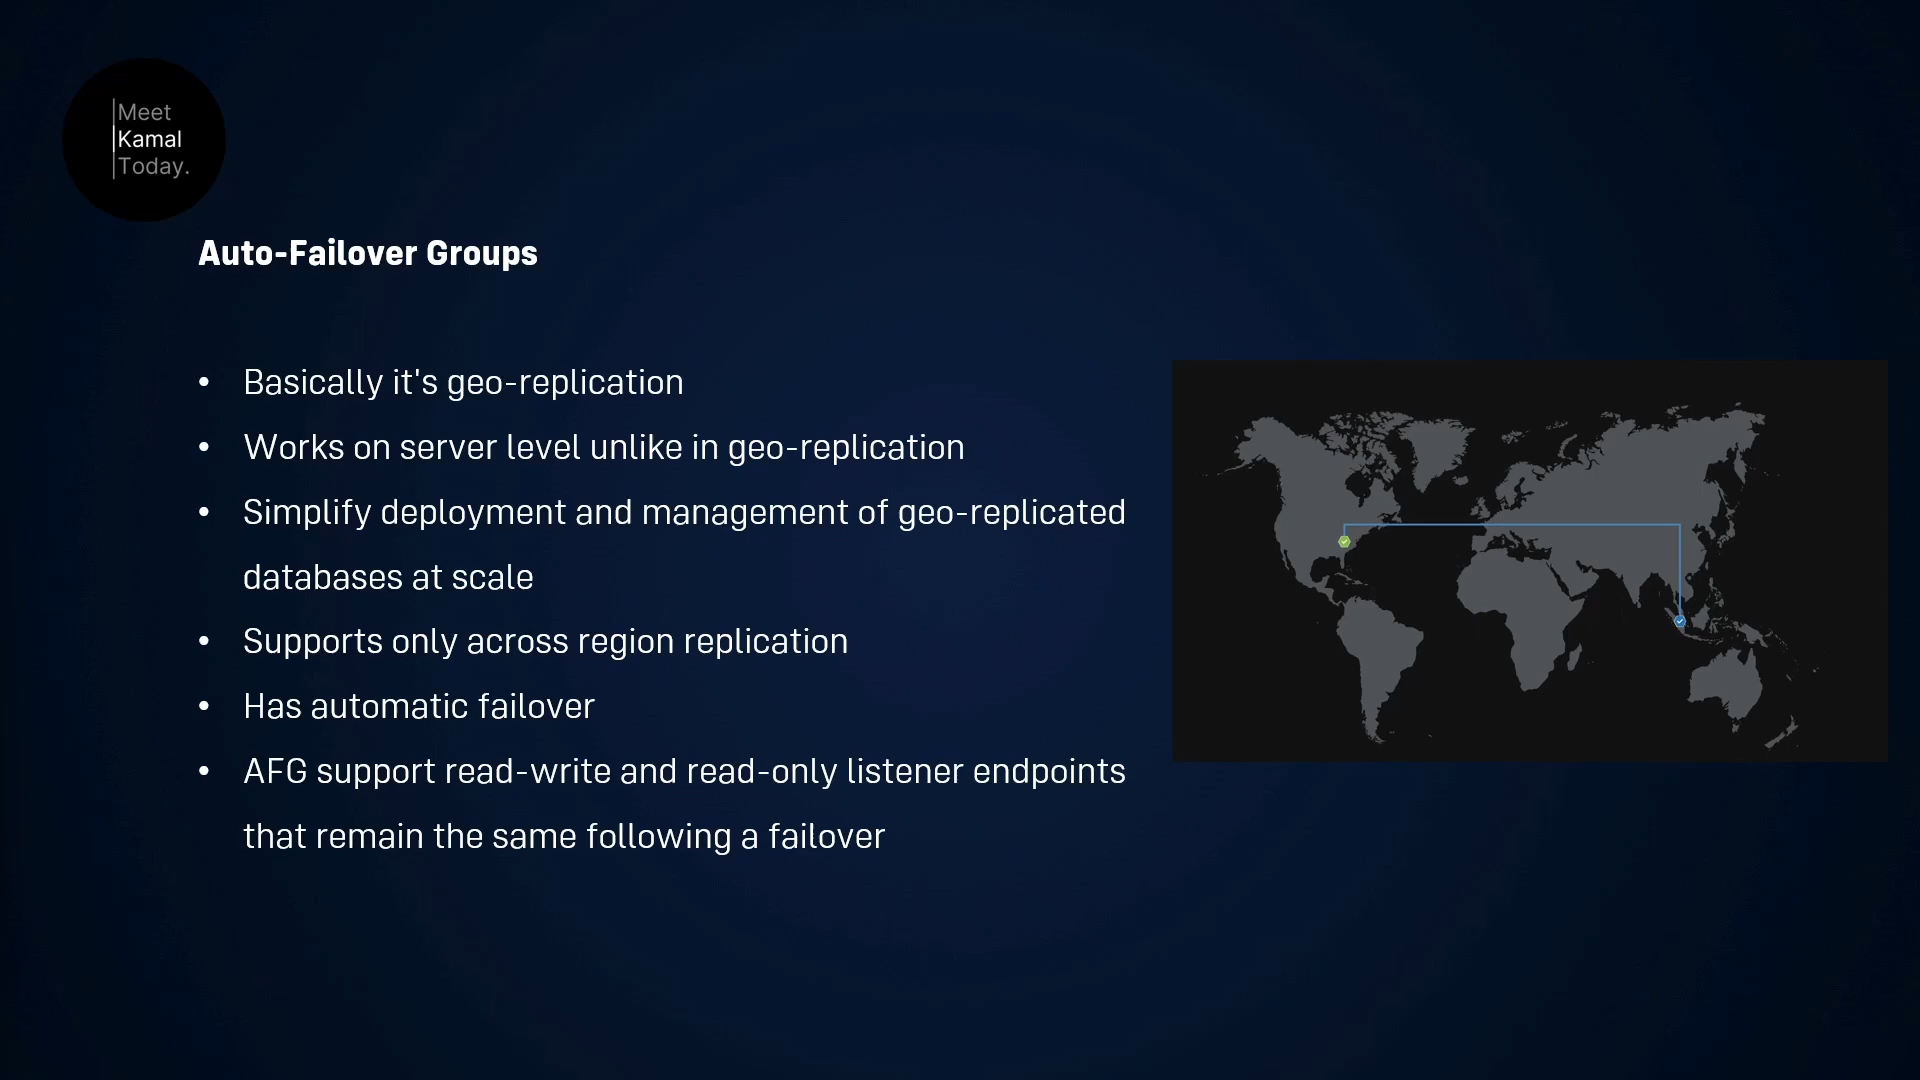 Meet
Kamal
Today.
Auto-Failover Groups
• Basically it's geo-replication
• Works on server level unlike in geo-replication
• Simplify deployment and management of geo-replicated
databases at scale
• Supports only across region replication
• Has automatic failover
• AFG support read-write and read-only listener endpoints
that remain the same following a failover